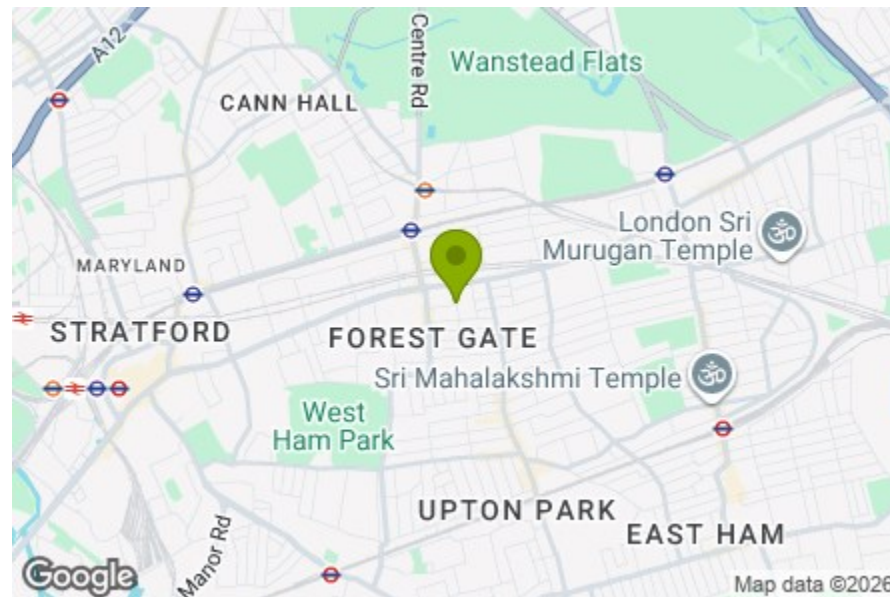 A12
Centre Rd
Wanstead Flats
CANN HALL
London Sri
Murugan Temple
MARYLAND
STRATFORD
FOREST GATE
Sri Mahalakshmi Temple
West
Ham Park
UPTON PARK
EAST HAM
Manor Rd
Google
Map data ©2026